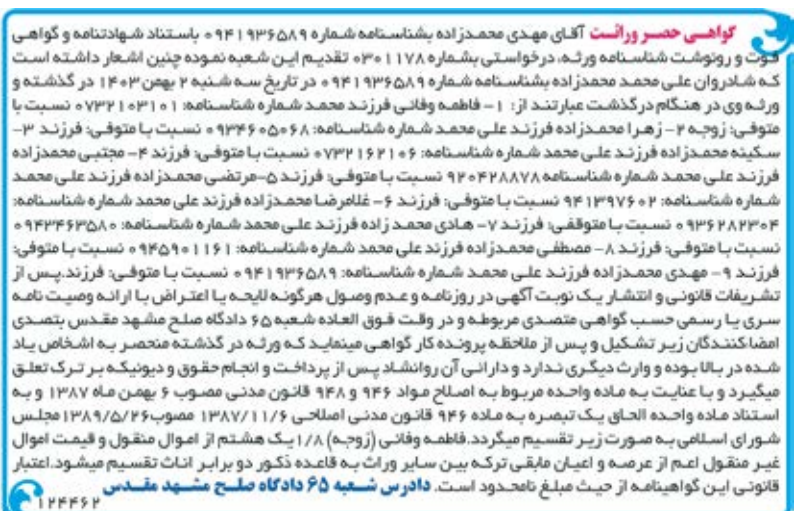 گواهی حصر وراثت آقای مهدی محمدزاده بشناسنامه شماره ۰۹۴۱۹۳۶۵۸۹ باستناد شهادتنامه و گواهی
فوت و رونوشت شناسنامه ورثه، درخواستی بشماره ۰۳۰۱۱۷۸ تقدیم این شعبه نموده چنین اشعار داشته است
که شادروان علی محمد محمدزاده بشناسنامه شماره ۰۹۴۱۹۳۶۵۸۹ در تاریخ سه شنبه ۲ بهمن ۱۴۰۳ در گذشته و
ورثه وی در هنگام درگذشت عبارتند از: ۱- فاطمه وفائی فرزند محمد شماره شناسنامه: ۰۷۳۲۱۰۳۱۰۱ نسبت با
متوفی: زوجه ۲- زهرا محمدزاده فرزند علی محمد شماره شناسنامه: ۰۹۳۴۶۰۵۰۶۸ نسبت با متوفی: فرزند ۳-
سکینه محمدزاده فرزند علی محمد شماره شناسنامه: ۰۷۳۲۱۶۲۱۰۶ نسبت با متوفی: فرزند ۴- مجتبی محمدزاده
فرزند علی محمد شماره شناسنامه ۹۲۰۴۲۸۸۷۸ نسبت با متوفی: فرزند ۵-مرتضی محمدزاده فرزند علی محمد
شماره شناسنامه: ۹۴۱۳۹۷۶۰۲ نسبت با متوفی: فرزند ۶- غلامرضا محمدزاده فرزند علی محمد شماره شناسنامه:
۰۹۳۶۲۸۲۳۰۴ نسبت با متوقفی: فرزند ۷- هادی محمد زاده فرزند علی محمد شماره شناسنامه: ۰۹۴۳۴۶۳۵۸۰
نسبت با متوفی: فرزند ۸- مصطفی محمدزاده فرزند علی محمد شماره شناسنامه: ۰۹۴۵۹۰۱۱۶۱ نسبت با متوفی:
فرزند ۹- مهدی محمدزاده فرزند علی محمد شماره شناسنامه: ۰۹۴۱۹۳۶۵۸۹ نسبت با متوفی: فرزند.پس از
تشریفات قانونی و انتشار یک نوبت آگهی در روزنامه و عدم وصول هرگونه لایحه یا اعتراض یا ارائه وصیت نامه
سری یا رسمی حسب گواهی متصدی مربوطه و در وقت فوق العاده شعبه ۶۵ دادگاه صلح مشهد مقدس بتصدی
امضاکنندگان زیر تشکیل و پس از ملاحظه پرونده کار گواهی مینماید که ورثه در گذشته منحصر به اشخاص یاد
شده در بالا بوده و وارث دیگری ندارد و دارائی آن روانشاد پس از پرداخت و انجام حقوق و دیونیکه بر ترک تعلق
میگیرد و با عنایت به ماده واحده مربوط به اصلاح مواد ۹۴۶ و ۹۴۸ قانون مدنی مصوب ۶ بهمن ماه ۱۳۸۷ و به
استناد ماده واحده الحاق یک تبصره به ماده ۹۴۶ قانون مدنی اصلاحی ۱۳۸۷/۱۱/۶ مصوب۱۳۸۹/۵/۲۶مجلس
شورای اسلامی به صورت زیر تقسیم میگردد.فاطمه وفائی (زوجه) ۱/۸یک هشتم از اموال منقول و قیمت اموال
غیر منقول اعم از عرصه و اعیان مابقی ترکه بین سایر وراث به قاعده ذکور دو برابر اناث تقسیم میشود.اعتبار
قانونی این گواهینامه از حیث مبلغ نامحدود است. دادرس شعبه ۶۵ دادگاه صلح مشهد مقدس
۱۲۴۴۶۲